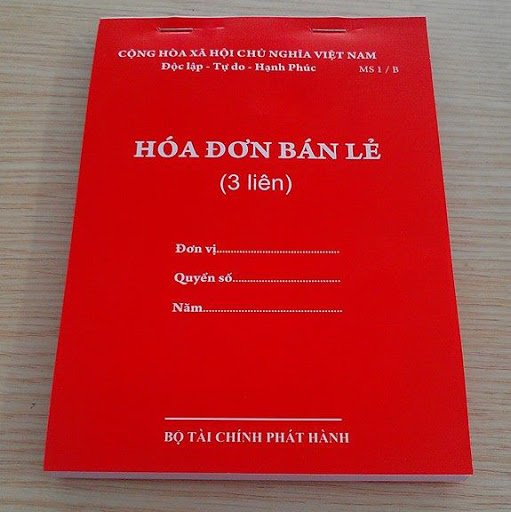 CỘNG HÒA XÃ HỘI CHỦ NGHĨA VIỆT NAM
Độc lập - Tự do - Hạnh Phúc MS 1 / B
HÓA ĐƠN BÁN LẺ
(3 liên)
Đơn vị..........................................
Quyển số.....................................
Năm................................................
BỘ TÀI CHÍNH PHÁT HÀNH